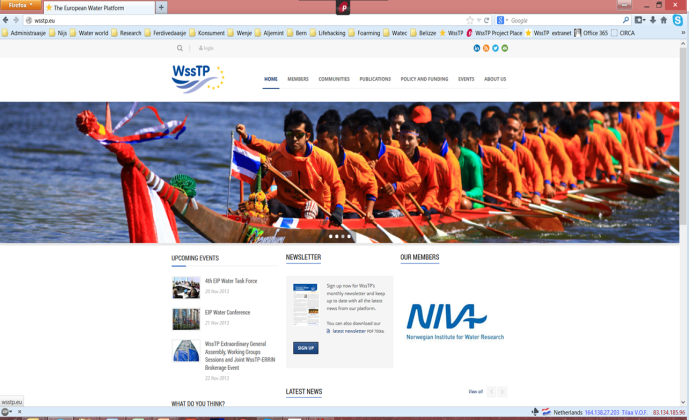 Firefox
The European Water Platform
wsstp.eu
Google
Administraasje Nijs Water world Research Ferdivedaasje Konsument Wenje Aljemint Bern Lifehacking Foarming Watec Belizze WssTP WssTP Project Place WssTP extranet Office 365 CIRCA
login
WssTP
HOME MEMBERS COMMUNITIES PUBLICATIONS POLICY AND FUNDING EVENTS ABOUT US
UPCOMING EVENTS
4th EIP Water Task Force
20 Nov 2013
EIP Water Conference
21 Nov 2013
WssTP Extraordinary General
Assembly, Working Groups
Sessions and Joint WssTP-ERRIN
Brokerage Event
22 Nov 2013
WHAT DO YOU THINK?
NEWSLETTER
Sign up now for WssTP's
monthly newsletter and keep
up to date with all the latest
news from our platform.
You can also download our
latest newsletter
SIGN UP
LATEST NEWS
View all
OUR MEMBERS
NIVA
Norwegian Institute for Water Research
wsstp.eu
Netherlands 164.138.27.203 Tilaa V.O.F. 83.134.185.96